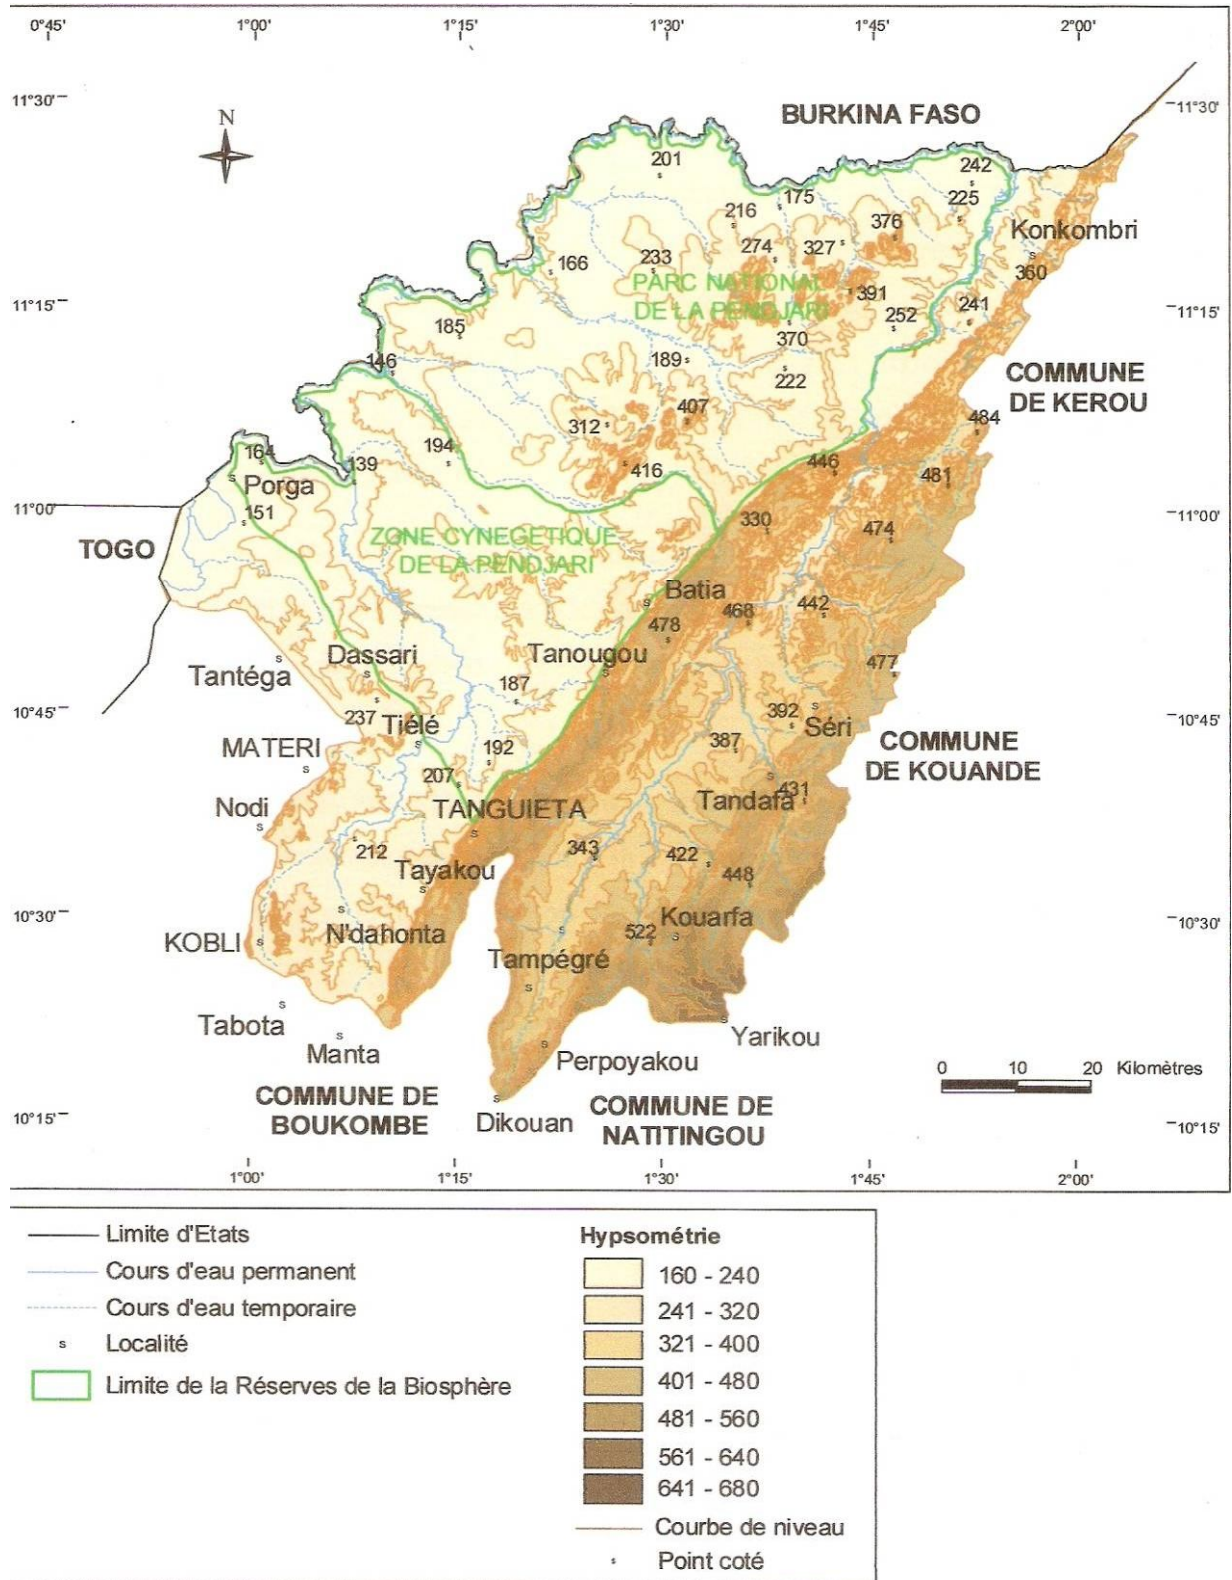 0°45'
1°00'
1°15'
1°30'
1°45'
2°00'
11°30'
11°30'
N
BURKINA FASO
201
242
225
175
216
376
274
327
Konkombri
166
233
360
PARC NATIONAL
DE LA PENDJARI
391
11°15'
11°15'
185
252
241
370
146
189
222
COMMUNE
DE KEROU
407
312
484
194
164
139
416
446
481
Porga
11°00'
151
330
474
11°00'
TOGO
ZONE CYNEGETIQUE
DE LA PENDJARI
Batia
468
442
478
Dassari
Tanougou
477
Tantéga
187
10°45'
237
Tiélé
392
Séri
10°45'
MATERI
192
387
COMMUNE
DE KOUANDE
207
TANGUIETA
Tandafa
431
Nodi
212
343
422
Tayakou
448
10°30'
N'dahonta
Kouarfa
10°30'
KOBLI
522
Tampégré
Tabota
Yarikou
Manta
Perpoyakou
0 10 20 Kilomètres
COMMUNE DE
BOUKOMBE
COMMUNE DE
NATITINGOU
Dikouan
10°15'
10°15'
1°00'
1°15'
1°30'
1°45'
2°00'
Limite d'Etats
Cours d'eau permanent
Cours d'eau temporaire
s Localité
Limite de la Réserves de la Biosphère
Hypsométrie
160 - 240
241 - 320
321 - 400
401 - 480
481 - 560
561 - 640
641 - 680
Courbe de niveau
s Point coté